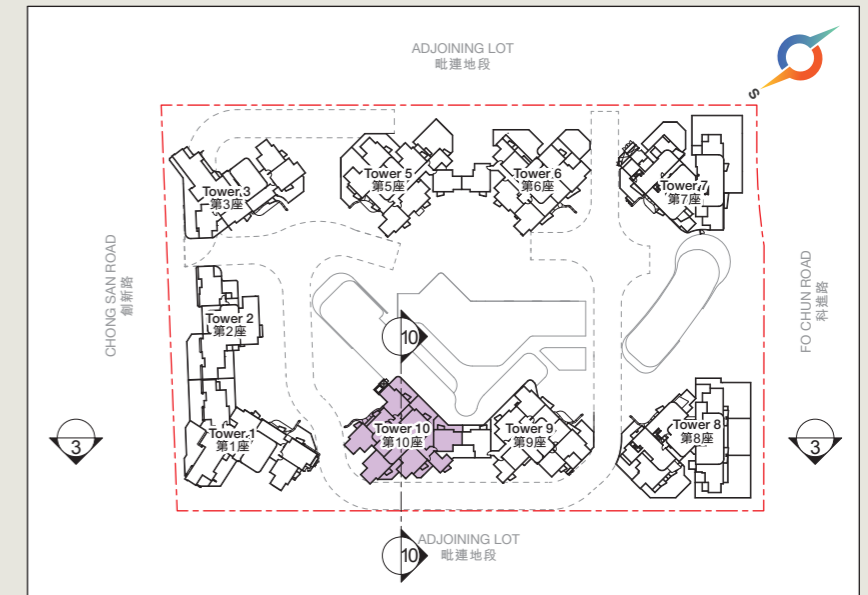 ADJOINING LOT
毗連地段
S
Tower 3
第3座
Tower 5
第5座
Tower 6
第6座
Tower 7
第7座
CHONG SAN ROAD
創新路
FO CHUN ROAD
科進路
Tower 2
第2座
10
Tower 1
第1座
Tower 10
第10座
Tower 9
第9座
Tower 8
第8座
3
3
ADJOINING LOT
毗連地段
10